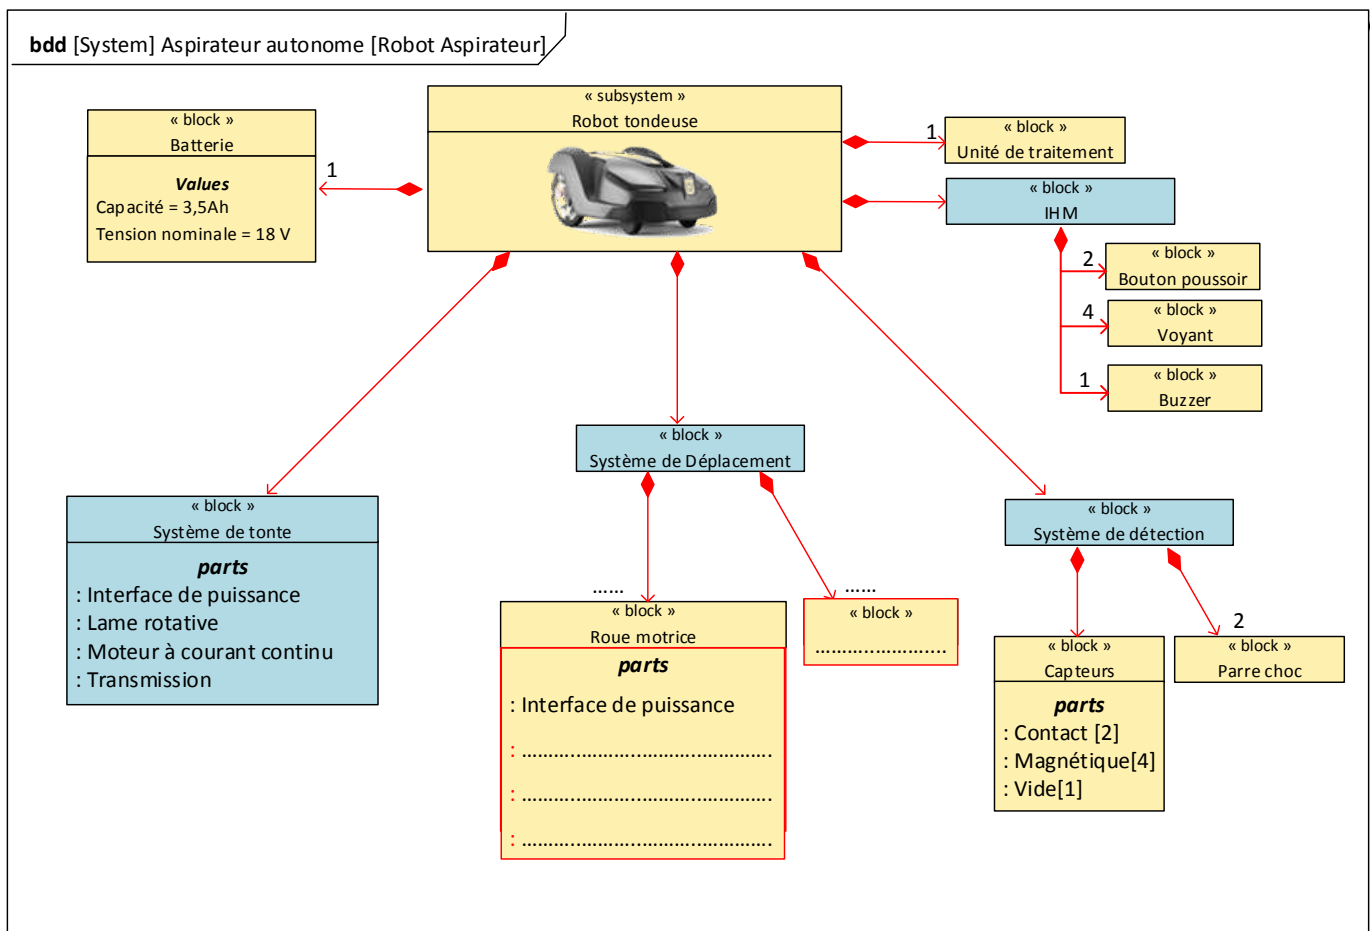 bdd [System] Aspirateur autonome [Robot Aspirateur]
« subsystem »
Robot tondeuse
« block »
Batterie
Values
Capacité = 3,5Ah
Tension nominale = 18 V
1
1
« block »
Unité de traitement
« block »
IHM
2
« block »
Bouton poussoir
4
« block »
Voyant
1
« block »
Buzzer
« block »
Système de tonte
parts
: Interface de puissance
: Lame rotative
: Moteur à courant continu
: Transmission
« block »
Système de Déplacement
......
« block »
Roue motrice
parts
: Interface de puissance
: ..............................................
: ..............................................
: ..............................................
......
« block »
........................
« block »
Système de détection
« block »
Capteurs
parts
: Contact [2]
: Magnétique[4]
: Vide[1]
2
« block »
Parre choc